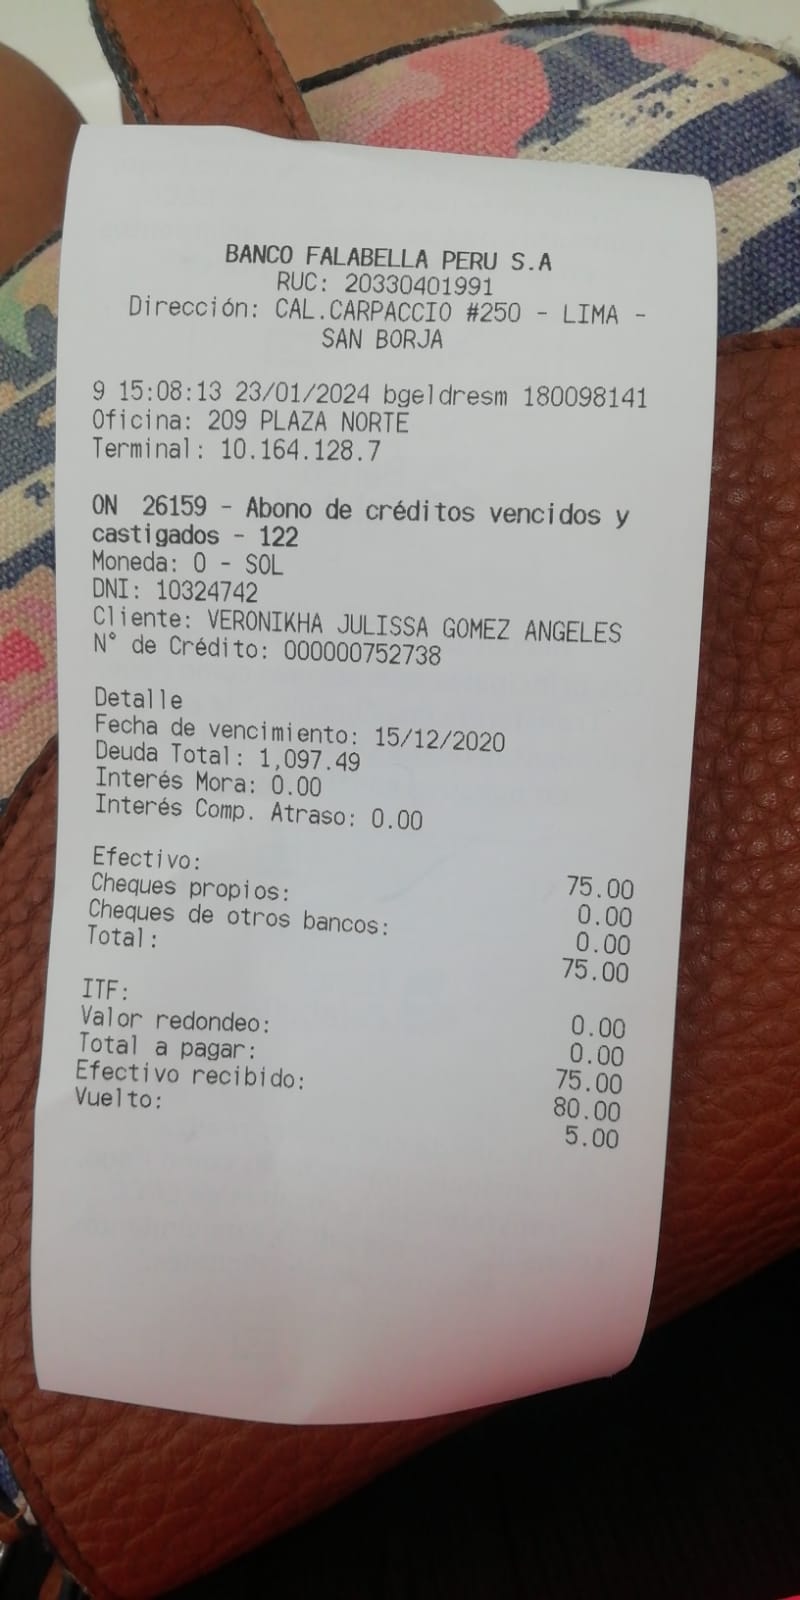 BANCO FALABELLA PERU S.A
RUC: 20330401991
Dirección: CAL.CARPACCIO #250 - LIMA -
SAN BORJA
9 15:08:13 23/01/2024 bgeldresm 180098141
Oficina: 209 PLAZA NORTE
Terminal: 10.164.128.7
ON 26159 - Abono de créditos vencidos y
castigados - 122
Moneda: 0 - SOL
DNI: 10324742
Cliente: VERONIKHA JULISSA GOMEZ ANGELES
N° de Crédito: 000000752738
Detalle
Fecha de vencimiento: 15/12/2020
Deuda Total: 1,097.49
Interés Mora: 0.00
Interés Comp. Atraso: 0.00
Efectivo: 75.00
Cheques propios: 0.00
Cheques de otros bancos: 0.00
Total: 75.00
ITF: 0.00
Valor redondeo: 0.00
Total a pagar: 75.00
Efectivo recibido: 80.00
Vuelto: 5.00